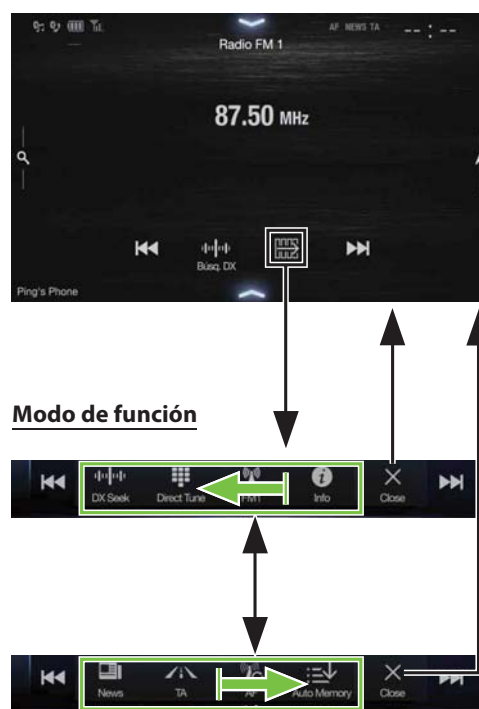 AF NEWS TA --:--
Radio FM 1
87.50 MHz
Búsq. DX
Ping's Phone
Modo de función
DX Seek Direct Tune FM1 Info Close
News TA AF Auto Memory Close